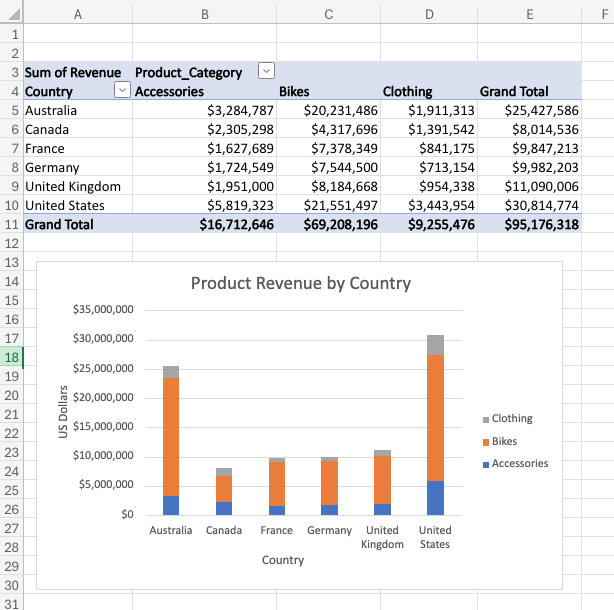 A B C D E F
1
2
3 Sum of Revenue Product_Category
4 Country Accessories Bikes Clothing Grand Total
5 Australia $3,284,787 $20,231,486 $1,911,313 $25,427,586
6 Canada $2,305,298 $4,317,696 $1,391,542 $8,014,536
7 France $1,627,689 $7,378,349 $841,175 $9,847,213
8 Germany $1,724,549 $7,544,500 $713,154 $9,982,203
9 United Kingdom $1,951,000 $8,184,668 $954,338 $11,090,006
10 United States $5,819,323 $21,551,497 $3,443,954 $30,814,774
11 Grand Total $16,712,646 $69,208,196 $9,255,476 $95,176,318
12
13
14
15
16
17
18
19
20
21
22
23
24
25
26
27
28
29
30
31
Product Revenue by Country
US Dollars
$35,000,000
$30,000,000
$25,000,000
$20,000,000
$15,000,000
$10,000,000
$5,000,000
$0
Australia Canada France Germany United Kingdom United States
Country
Clothing
Bikes
Accessories